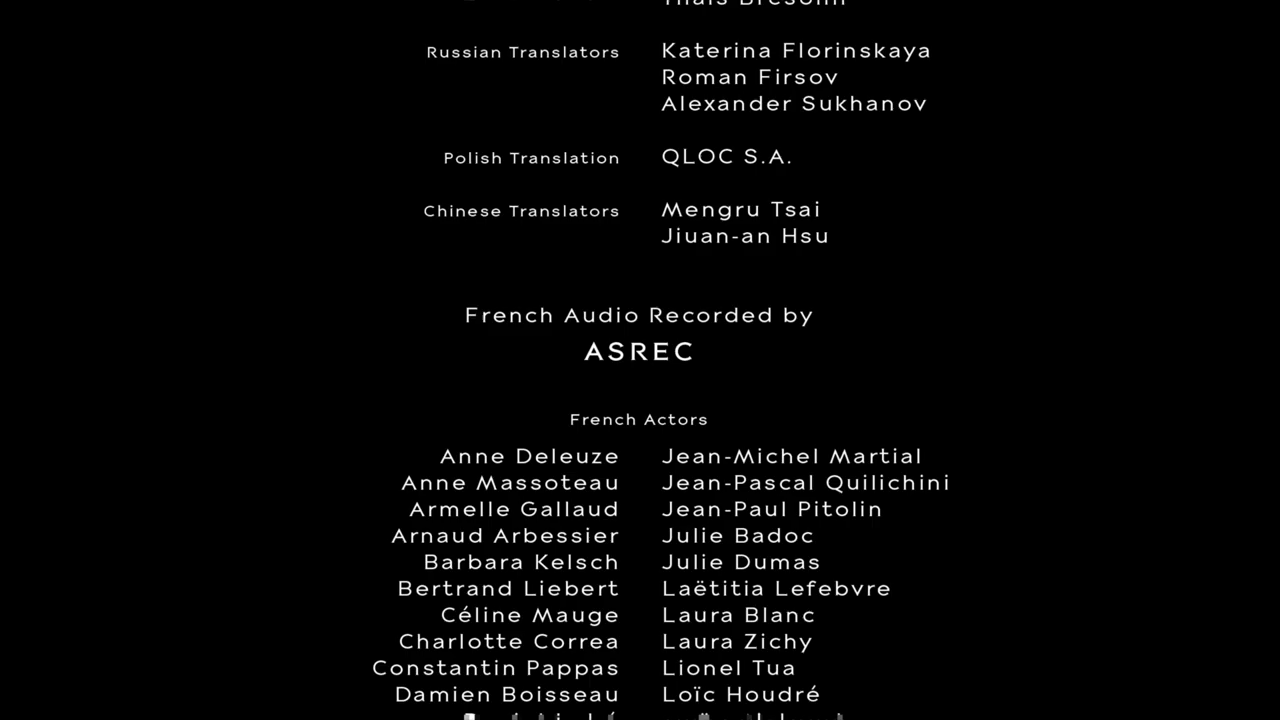 Thaís Bresolin
Russian Translators Katerina Florinskaya
Roman Firsov
Alexander Sukhanov
Polish Translation QLOC S.A.
Chinese Translators Mengru Tsai
Jiuan-an Hsu
French Audio Recorded by
ASREC
French Actors
Anne Deleuze Jean-Michel Martial
Anne Massoteau Jean-Pascal Quilichini
Armelle Gallaud Jean-Paul Pitolin
Arnaud Arbessier Julie Badoc
Barbara Kelsch Julie Dumas
Bertrand Liebert Laëtitia Lefebvre
Céline Mauge Laura Blanc
Charlotte Correa Laura Zichy
Constantin Pappas Lionel Tua
Damien Boisseau Loïc Houdré